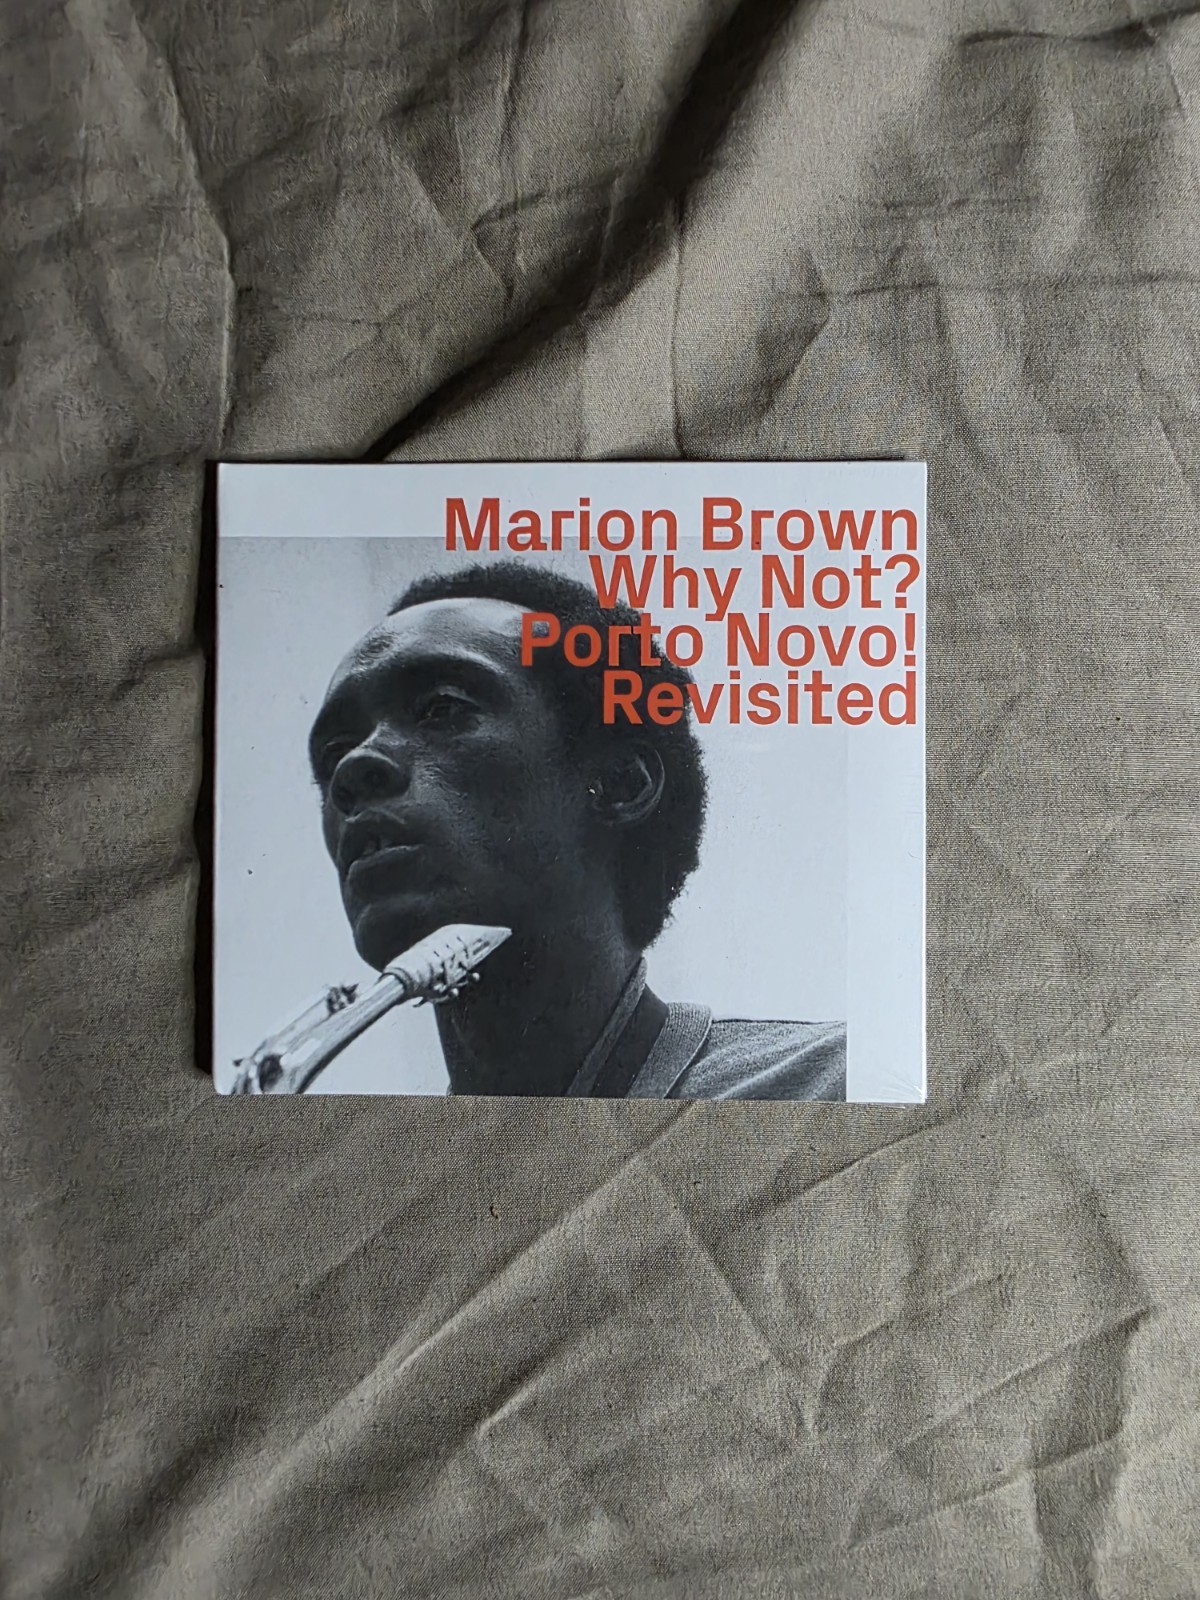 Marion Brown
Why Not?
Porto Novo!
Revisited